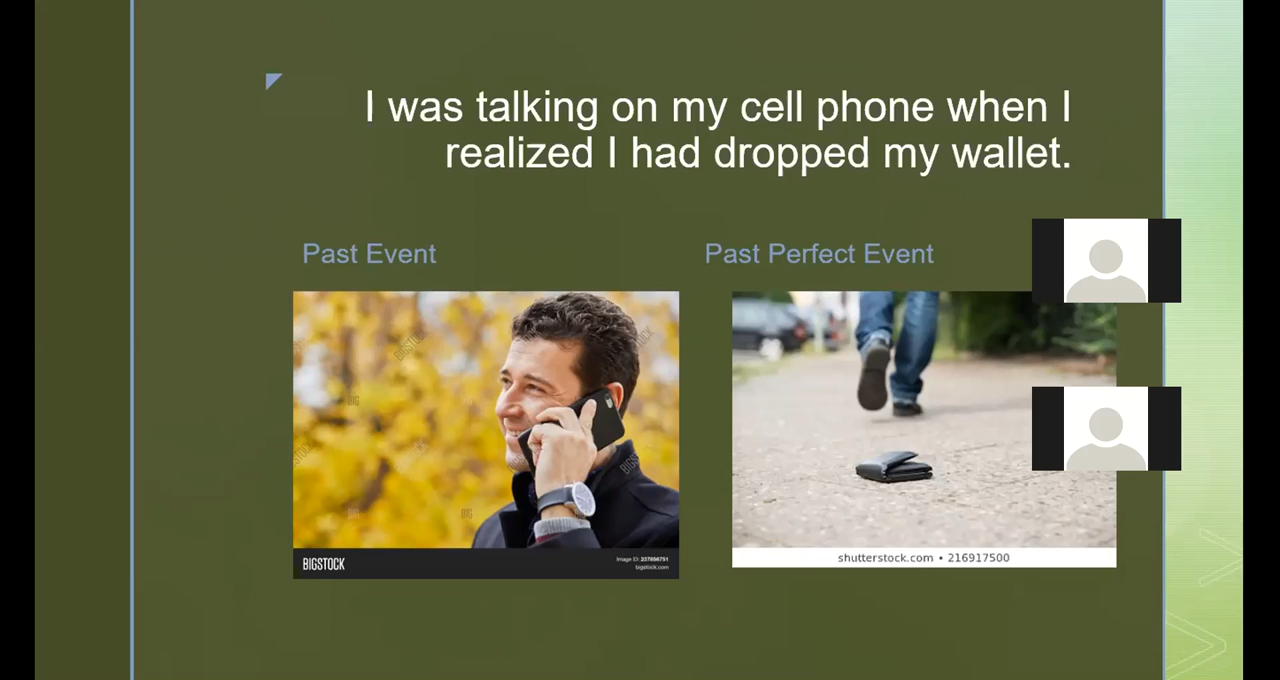 I was talking on my cell phone when I
realized I had dropped my wallet.
Past Event
Past Perfect Event
BIGSTOCK
Image ID: 237656751
bigstock.com
shutterstock.com • 216917500